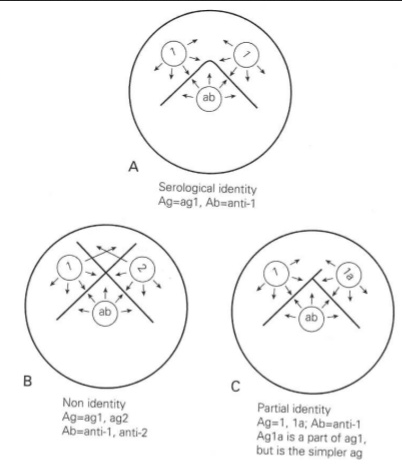 1
1
ab
A
Serological identity
Ag=ag1, Ab=anti-1
1
2
ab
B
Non identity
Ag=ag1, ag2
Ab=anti-1, anti-2
1
1a
ab
C
Partial identity
Ag=1, 1a; Ab=anti-1
Ag1a is a part of ag1,
but is the simpler ag